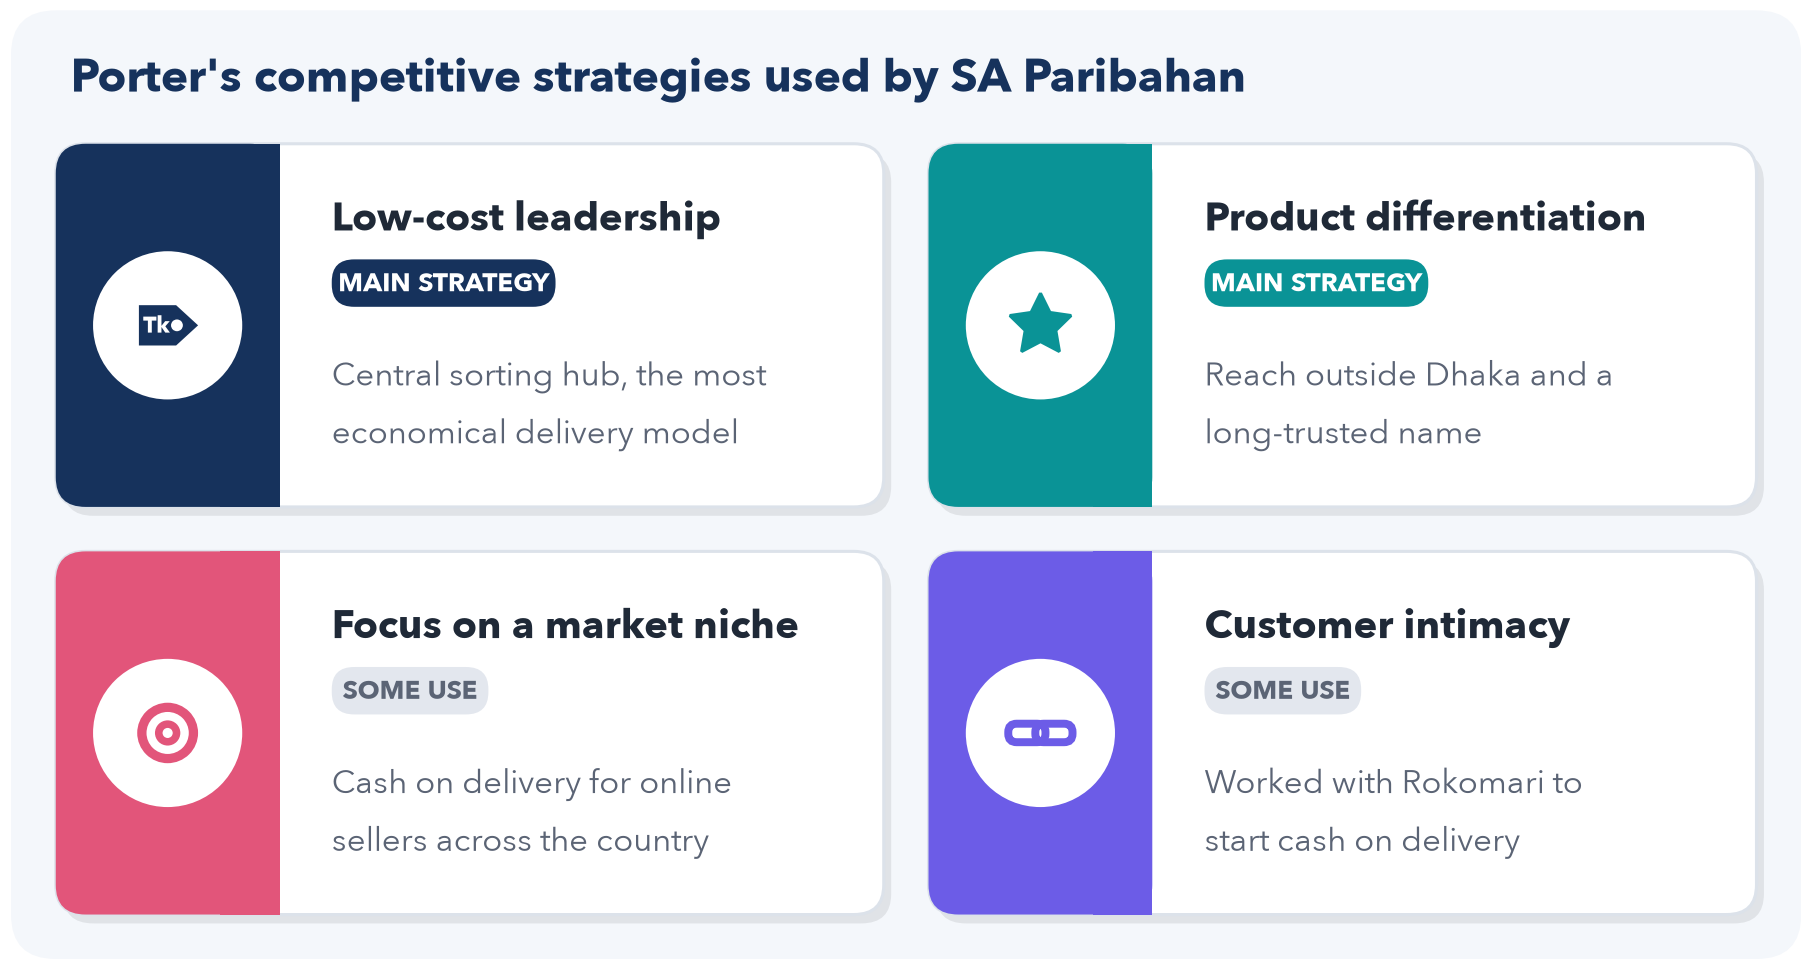 Porter's competitive strategies used by SA Paribahan
Tk
Low-cost leadership
MAIN STRATEGY
Central sorting hub, the most
economical delivery model
Product differentiation
MAIN STRATEGY
Reach outside Dhaka and a
long-trusted name
Focus on a market niche
SOME USE
Cash on delivery for online
sellers across the country
Customer intimacy
SOME USE
Worked with Rokomari to
start cash on delivery